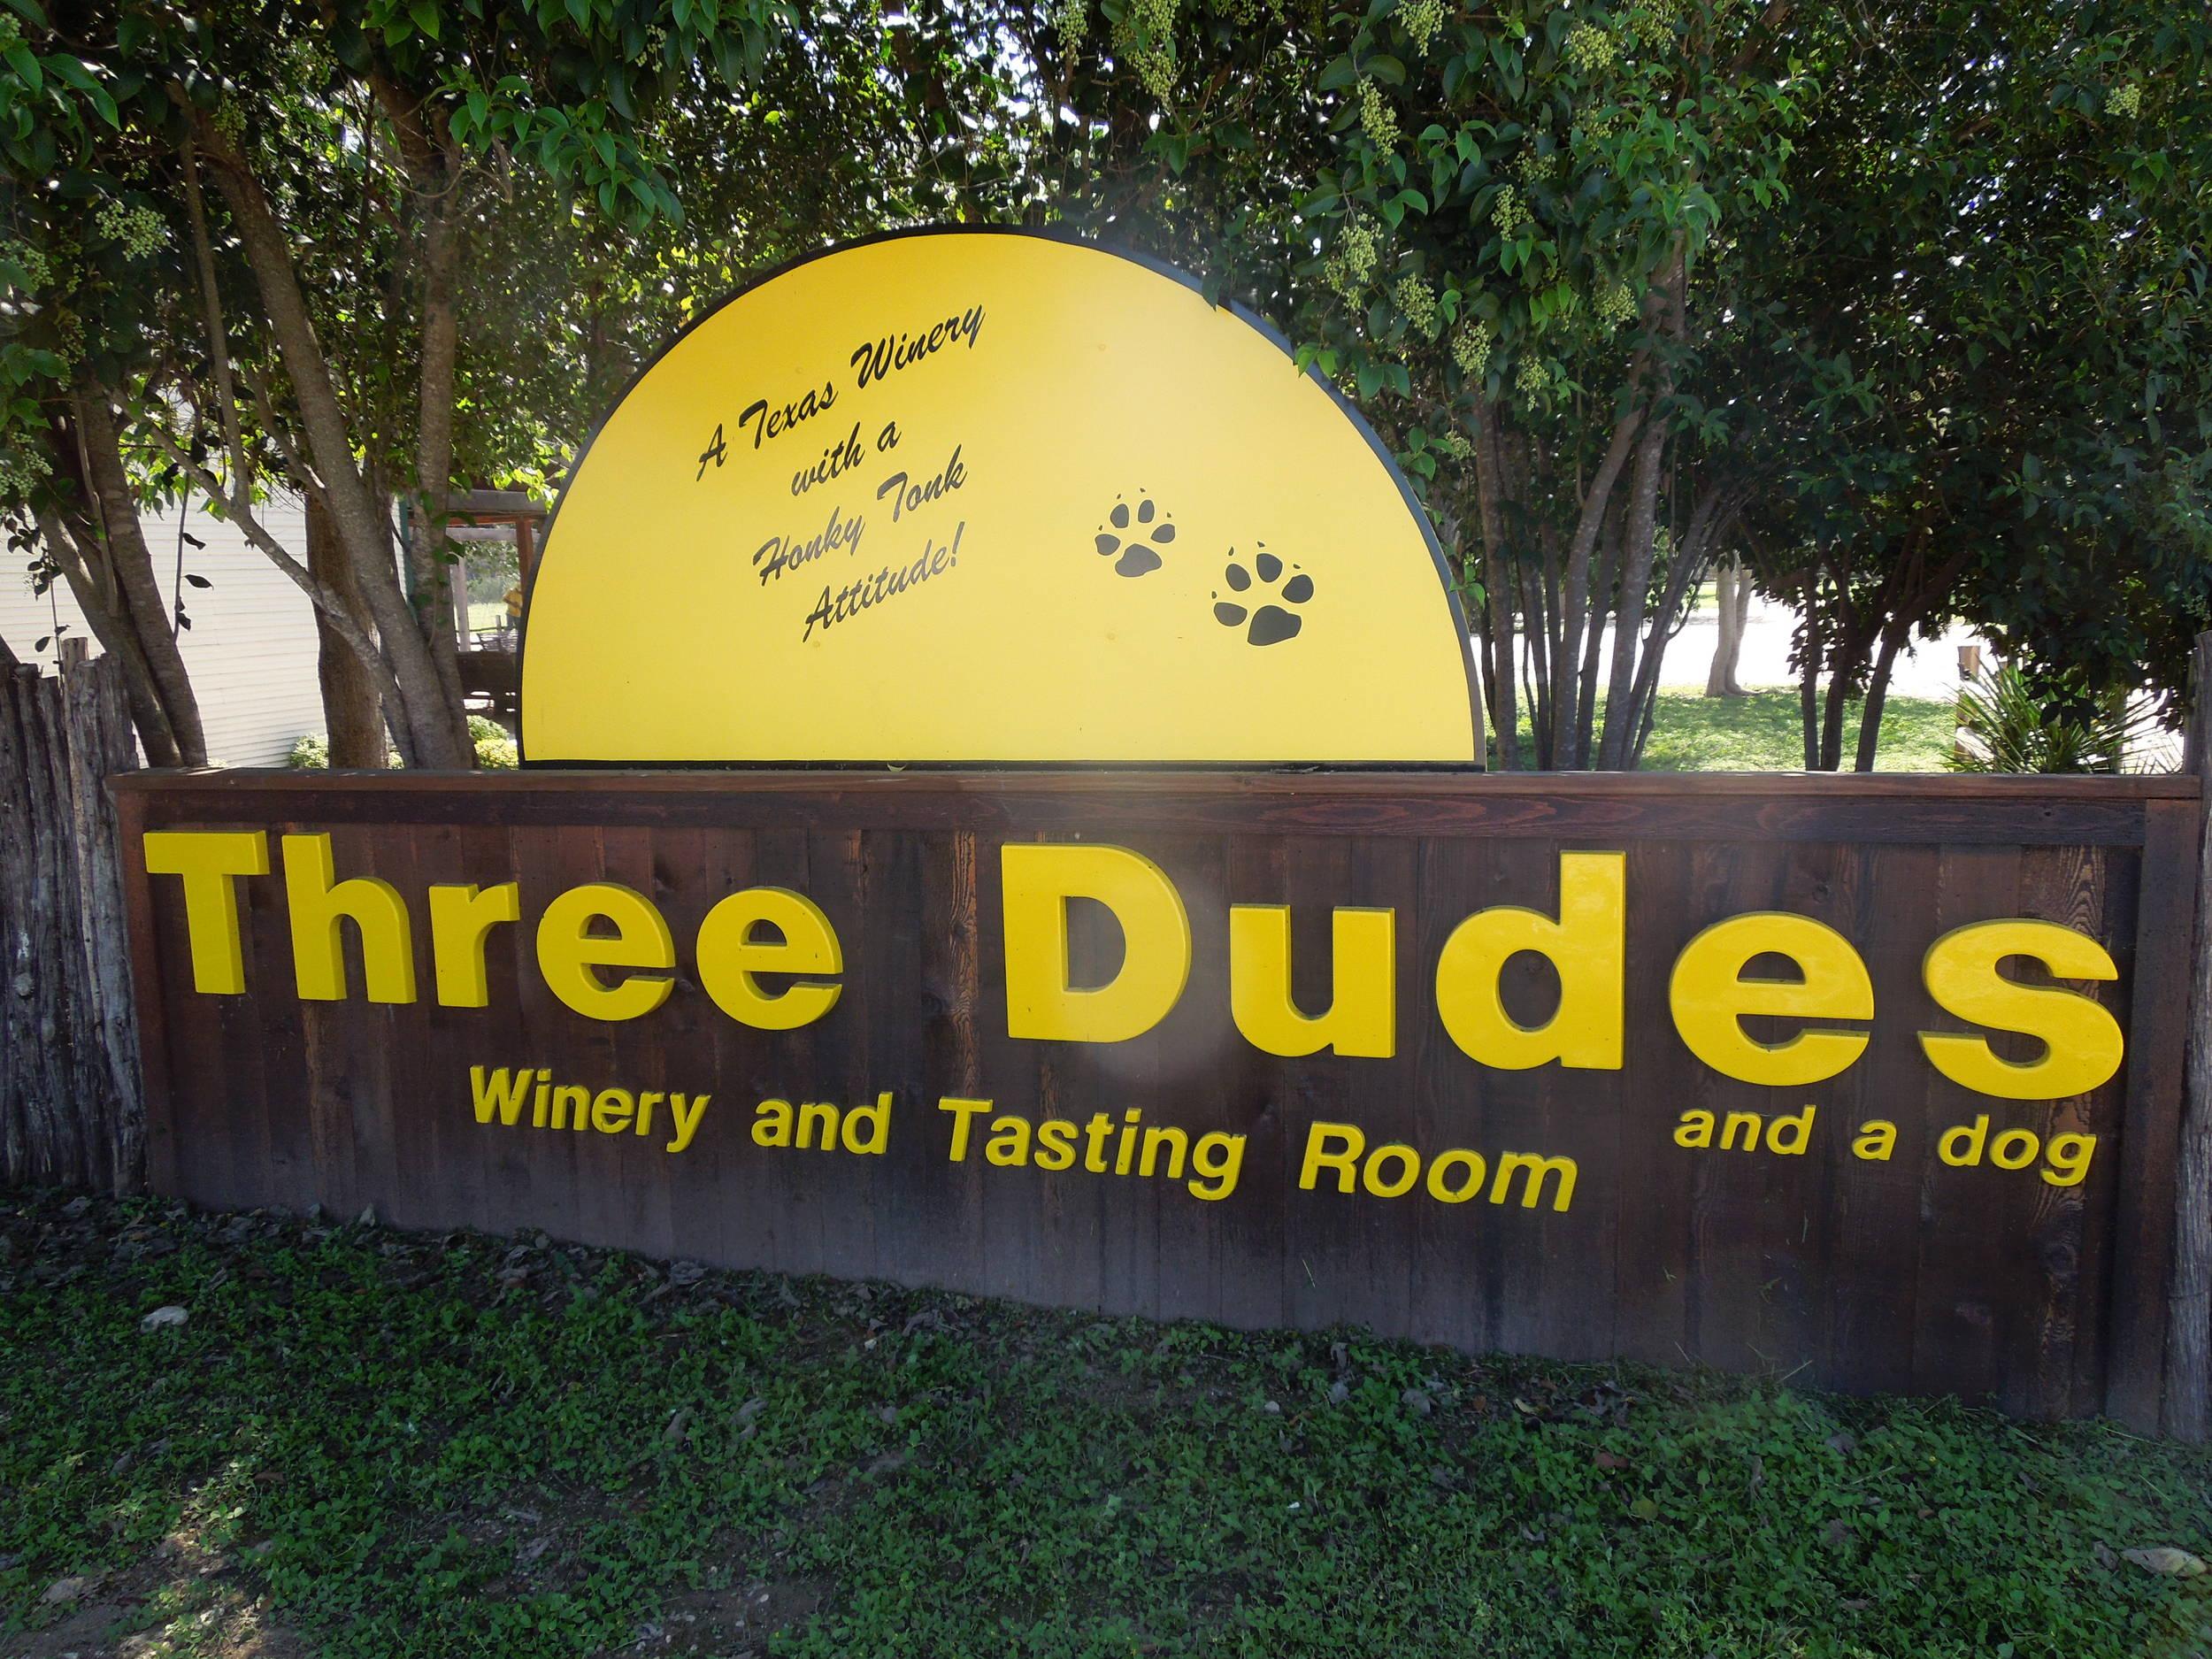 A Texas Winery
with a
Honky Tonk
Attitude!
Three Dudes
Winery and Tasting Room
and a dog